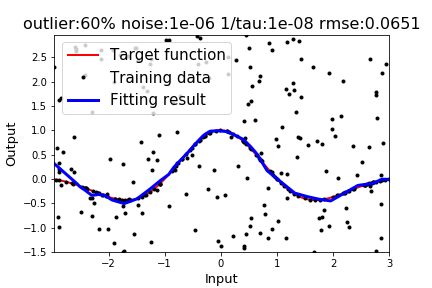 outlier:60% noise:1e-06 1/tau:1e-08 rmse:0.0651
Target function
Training data
Fitting result
2.5
2.0
1.5
1.0
0.5
0.0
−0.5
−1.0
−1.5
Output
−2 −1 0 1 2 3
Input